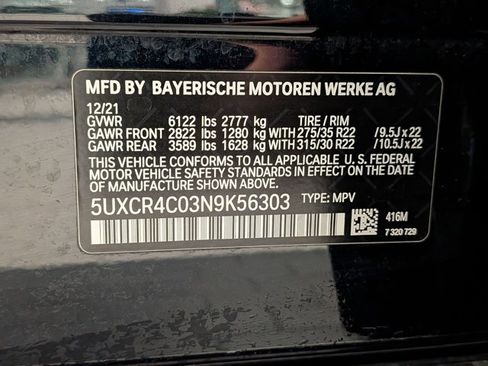 MFD BY BAYERISCHE MOTOREN WERKE AG
12/21
GVWR 6122 lbs 2777 kg TIRE / RIM
GAWR FRONT 2822 lbs 1280 kg WITH 275/35 R22 / 9.5J x 22
GAWR REAR 3589 lbs 1628 kg WITH 315/30 R22 / 10.5J x 22
THIS VEHICLE CONFORMS TO ALL APPLICABLE U. S. FEDERAL
MOTOR VEHICLE SAFETY STANDARDS IN EFFECT ON THE DATE
OF MANUFACTURE SHOWN ABOVE.
5UXCR4C03N9K56303 TYPE: MPV
416M
7 320 729